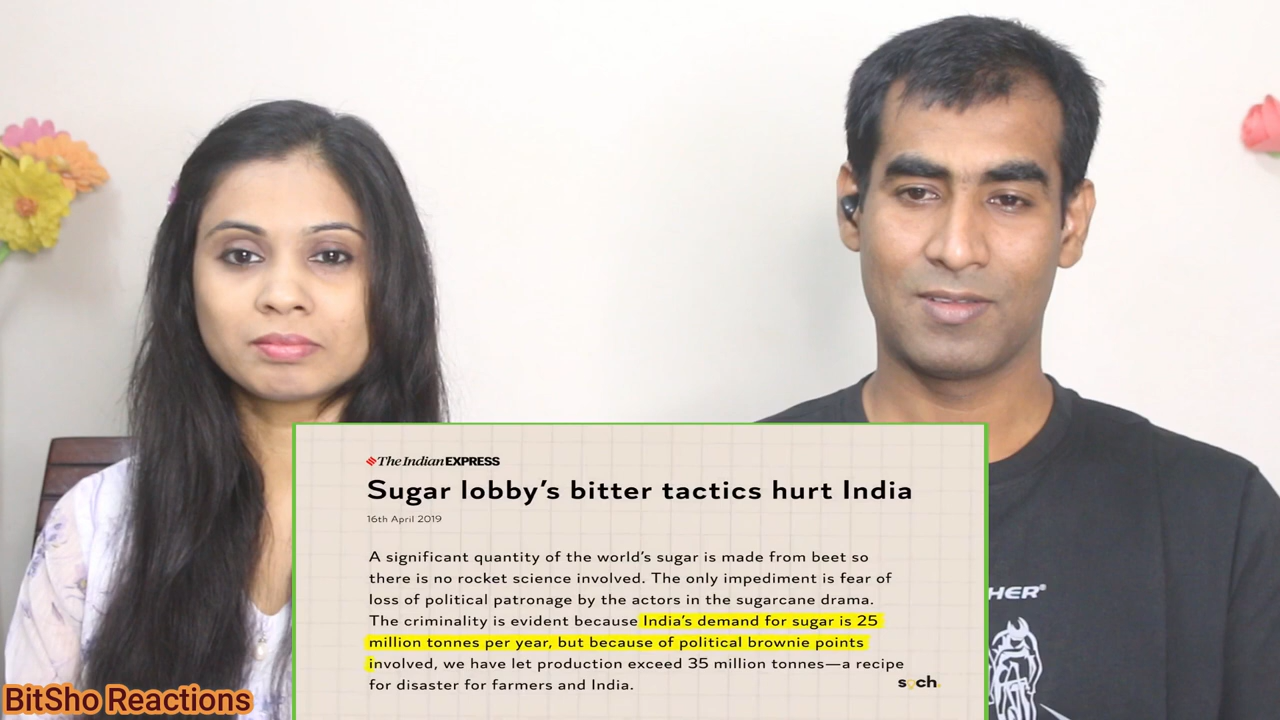 The Indian EXPRESS
Sugar lobby's bitter tactics hurt India
16th April 2019
A significant quantity of the world's sugar is made from beet so
there is no rocket science involved. The only impediment is fear of
loss of political patronage by the actors in the sugarcane drama.
The criminality is evident because India's demand for sugar is 25
million tonnes per year, but because of political brownie points
involved, we have let production exceed 35 million tonnes—a recipe
for disaster for farmers and India.
soch.
HER®
BitSho Reactions